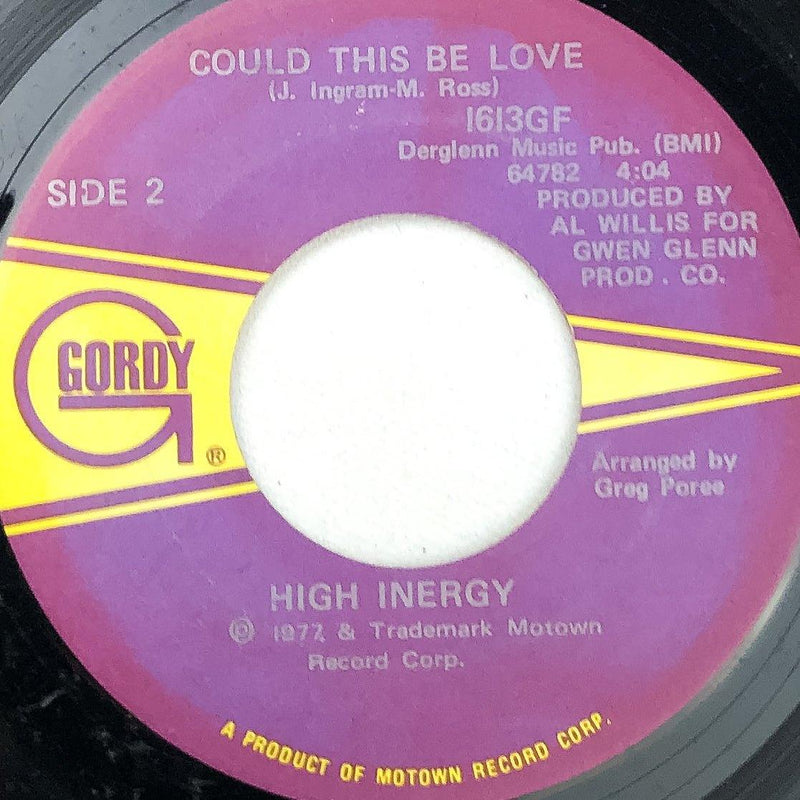 COULD THIS BE LOVE
(J. Ingram-M. Ross)
1613GF
Derglenn Music Pub. (BMI)
64782 4:04
SIDE 2
PRODUCED BY
AL WILLIS FOR
GWEN GLENN
PROD. CO.
GORDY
®
Arranged by
Greg Poree
HIGH INERGY
℗ 1977 & Trademark Motown
Record Corp.
A PRODUCT OF MOTOWN RECORD CORP.